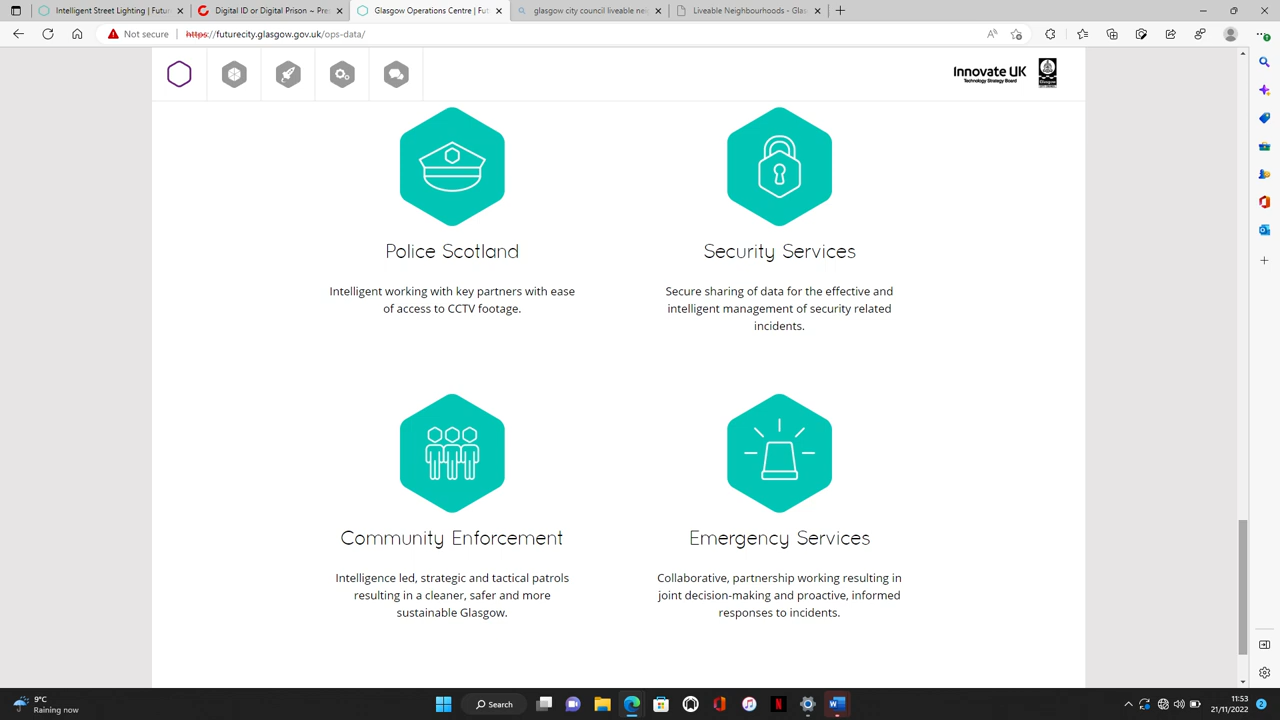 Intelligent Street Lighting | Futur
Digital ID or Digital Prison ~ Pre
Glasgow Operations Centre | Fut
glasgow city council liveable nei
Liveable Neighbourhoods - Glas
Not secure
https://futurecity.glasgow.gov.uk/ops-data/
Innovate UK
Technology Strategy Board
Police Scotland
Intelligent working with key partners with ease
of access to CCTV footage.
Security Services
Secure sharing of data for the effective and
intelligent management of security related
incidents.
Community Enforcement
Intelligence led, strategic and tactical patrols
resulting in a cleaner, safer and more
sustainable Glasgow.
Emergency Services
Collaborative, partnership working resulting in
joint decision-making and proactive, informed
responses to incidents.
9°C
Raining now
Search
11:53
21/11/2022